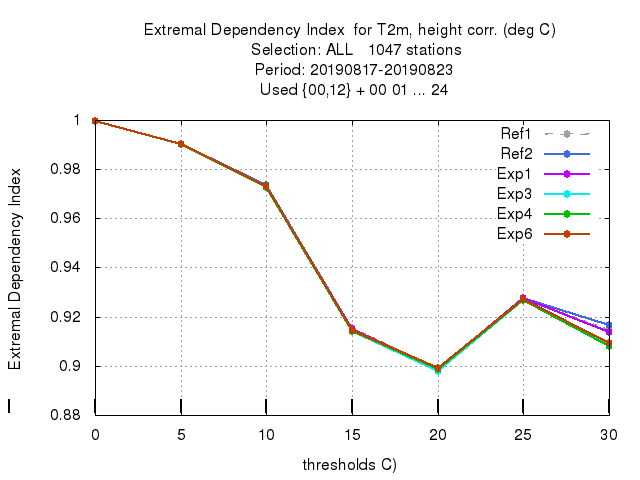 Extremal Dependency Index  for T2m, height corr. (deg C)
Selection: ALL   1047 stations
Period: 20190817-20190823
Used {00,12} + 00 01 ... 24
Extremal Dependency Index
1
0.98
0.96
0.94
0.92
0.9
0.88
Ref1
Ref2
Exp1
Exp3
Exp4
Exp6
0 5 10 15 20 25 30
thresholds C)